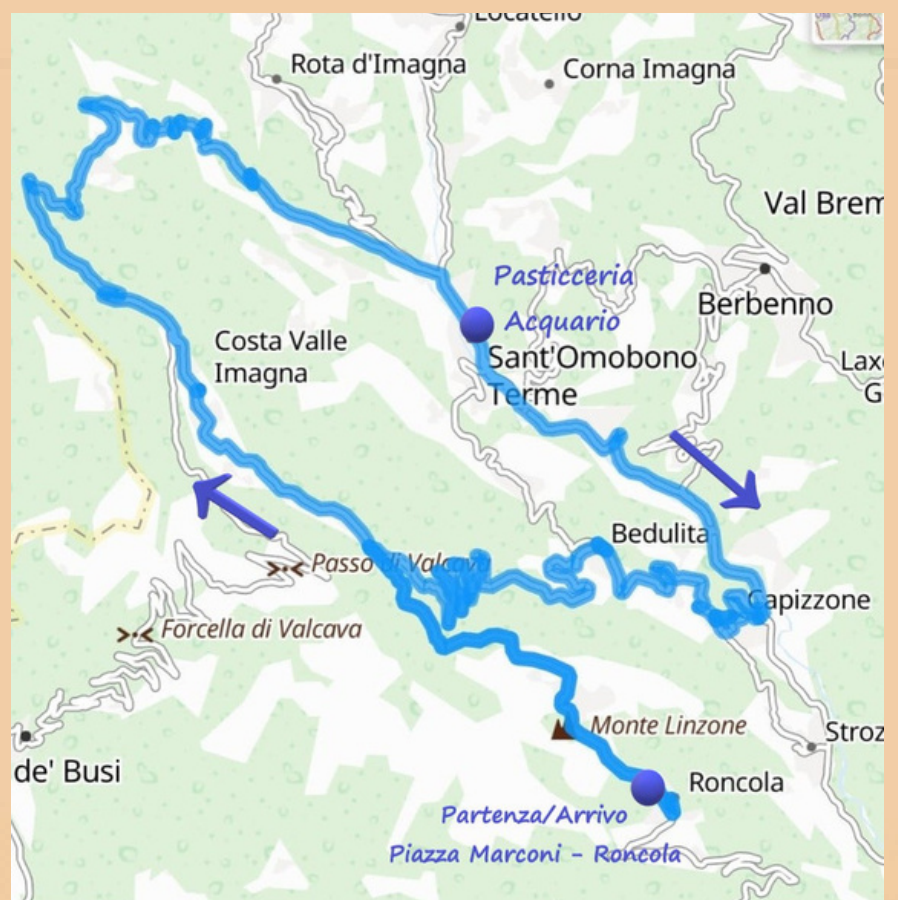 Locatello
Rota d'Imagna
Corna Imagna
Val Brem
Pasticceria
Acquario
Berbenno
Costa Valle
Imagna
Sant'Omobono
Terme
Lax
G
Bedulita
Passo di Valcava
Capizzone
Forcella di Valcava
Monte Linzone
Stroz
de' Busi
Roncola
Partenza/Arrivo
Piazza Marconi - Roncola